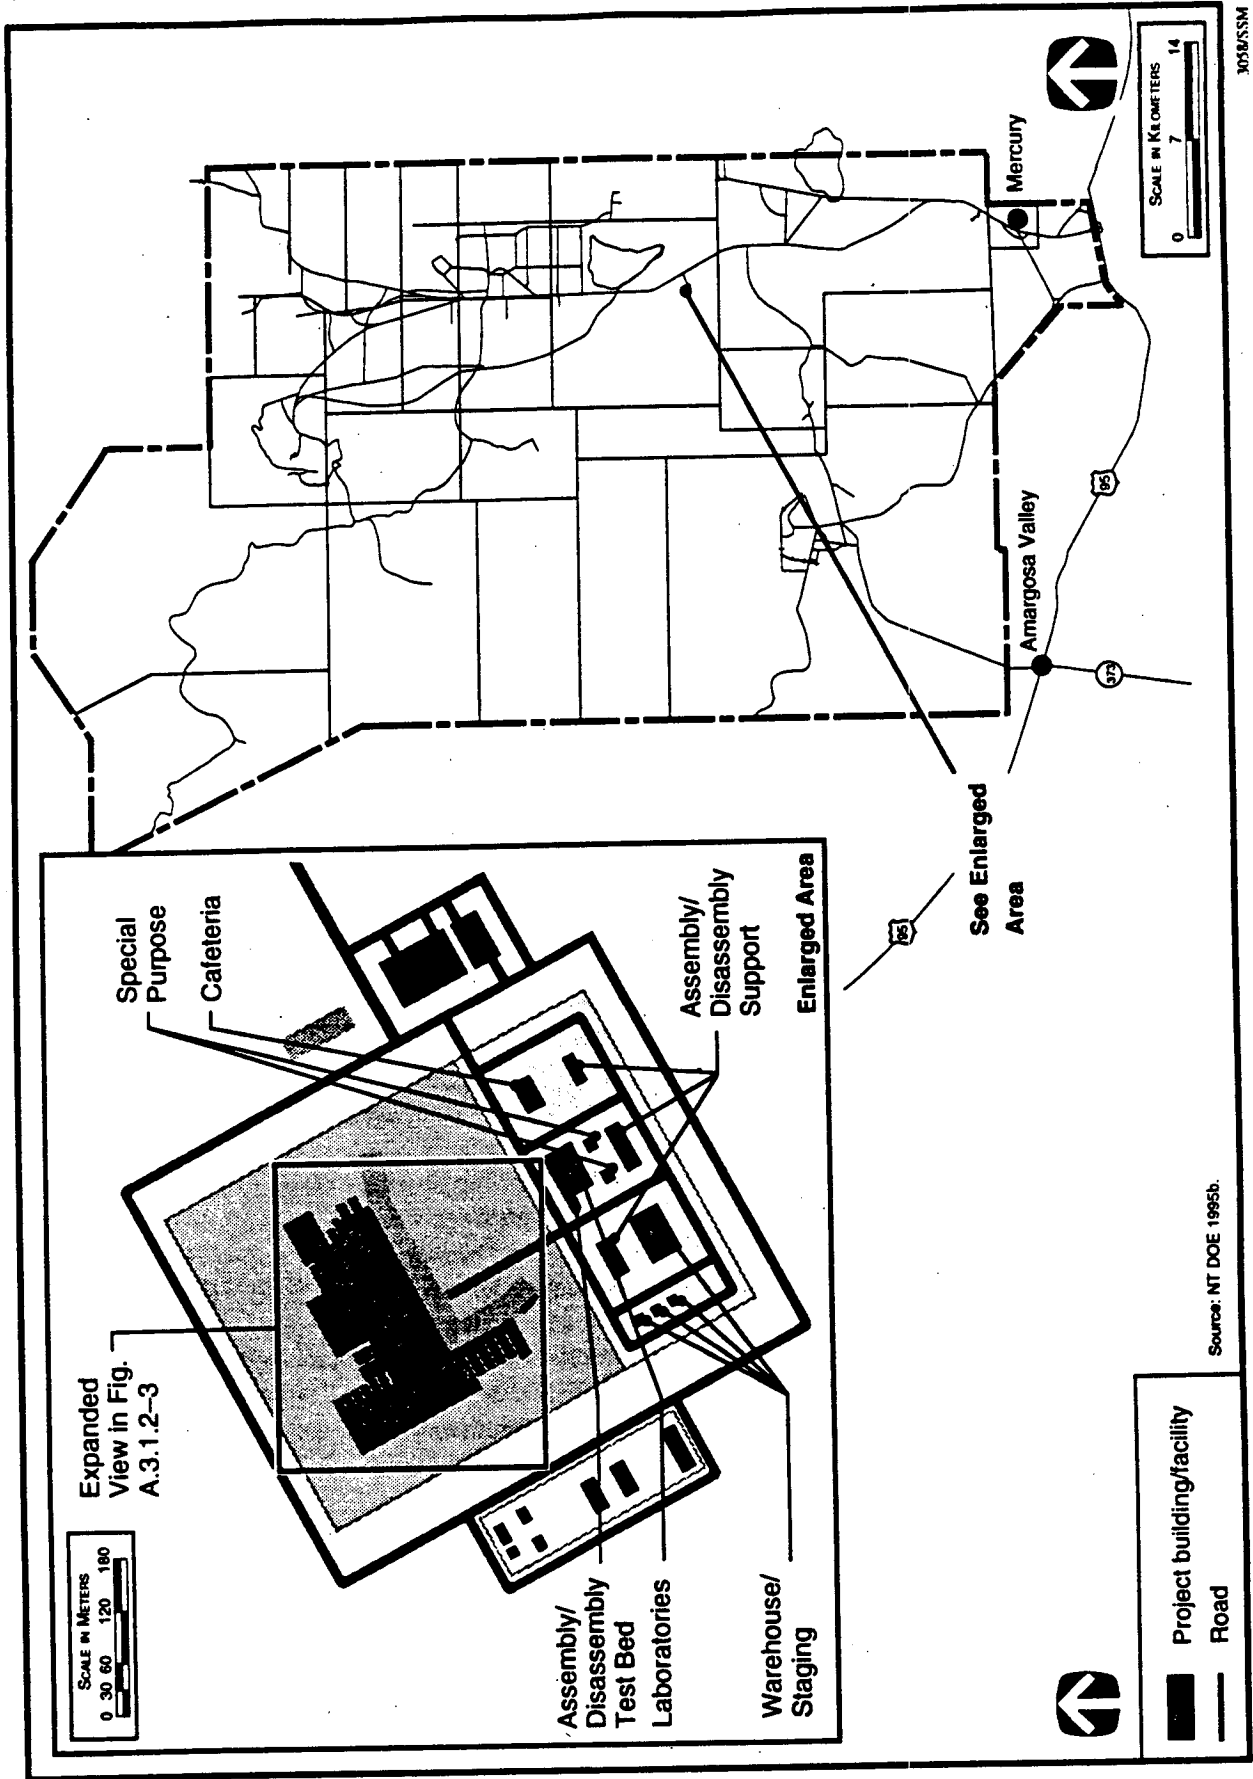 SCALE IN METERS
0 30 60 120 180
Expanded
View in Fig.
A.3.1.2–3
Special
Purpose
Cafeteria
Assembly/
Disassembly
Test Bed
Laboratories
Warehouse/
Staging
Assembly/
Disassembly
Support
Enlarged Area
See Enlarged
Area
95
Amargosa Valley
373
95
Mercury
SCALE IN KILOMETERS
0 7 14
Project building/facility
Road
Source: NT DOE 1995b.
3058/SSM